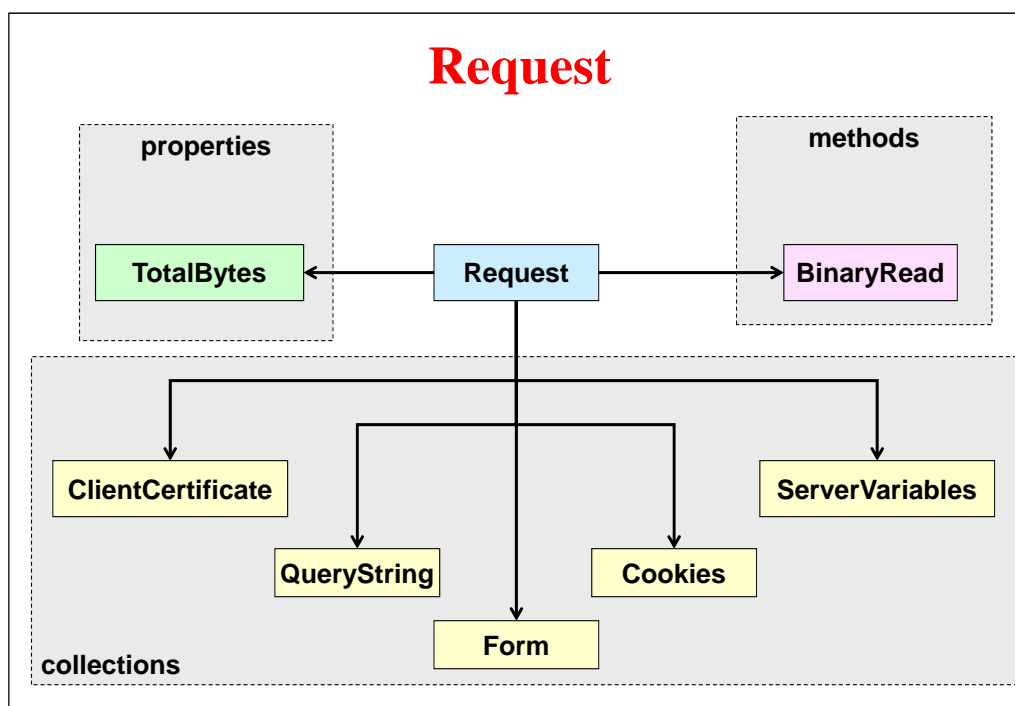 Request
properties
methods
TotalBytes
Request
BinaryRead
ClientCertificate
ServerVariables
QueryString
Cookies
Form
collections